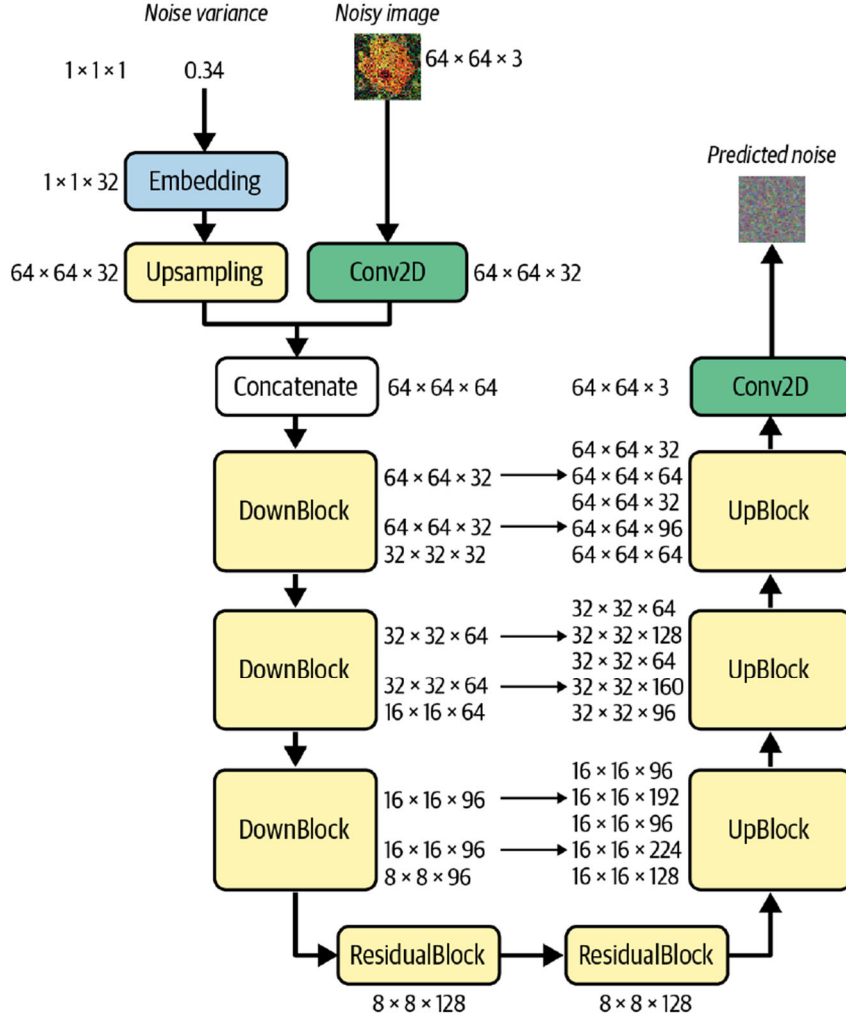 Noise variance
Noisy image
1 × 1 × 1
0.34
64 × 64 × 3
Predicted noise
1 × 1 × 32
Embedding
64 × 64 × 32
Upsampling
Conv2D
64 × 64 × 32
Concatenate
64 × 64 × 64
64 × 64 × 3
Conv2D
DownBlock
64 × 64 × 32
64 × 64 × 32
32 × 32 × 32
64 × 64 × 32
64 × 64 × 64
64 × 64 × 32
64 × 64 × 96
64 × 64 × 64
UpBlock
DownBlock
32 × 32 × 64
32 × 32 × 64
16 × 16 × 64
32 × 32 × 64
32 × 32 × 128
32 × 32 × 64
32 × 32 × 160
32 × 32 × 96
UpBlock
DownBlock
16 × 16 × 96
16 × 16 × 96
8 × 8 × 96
16 × 16 × 96
16 × 16 × 192
16 × 16 × 96
16 × 16 × 224
16 × 16 × 128
UpBlock
ResidualBlock
ResidualBlock
8 × 8 × 128
8 × 8 × 128